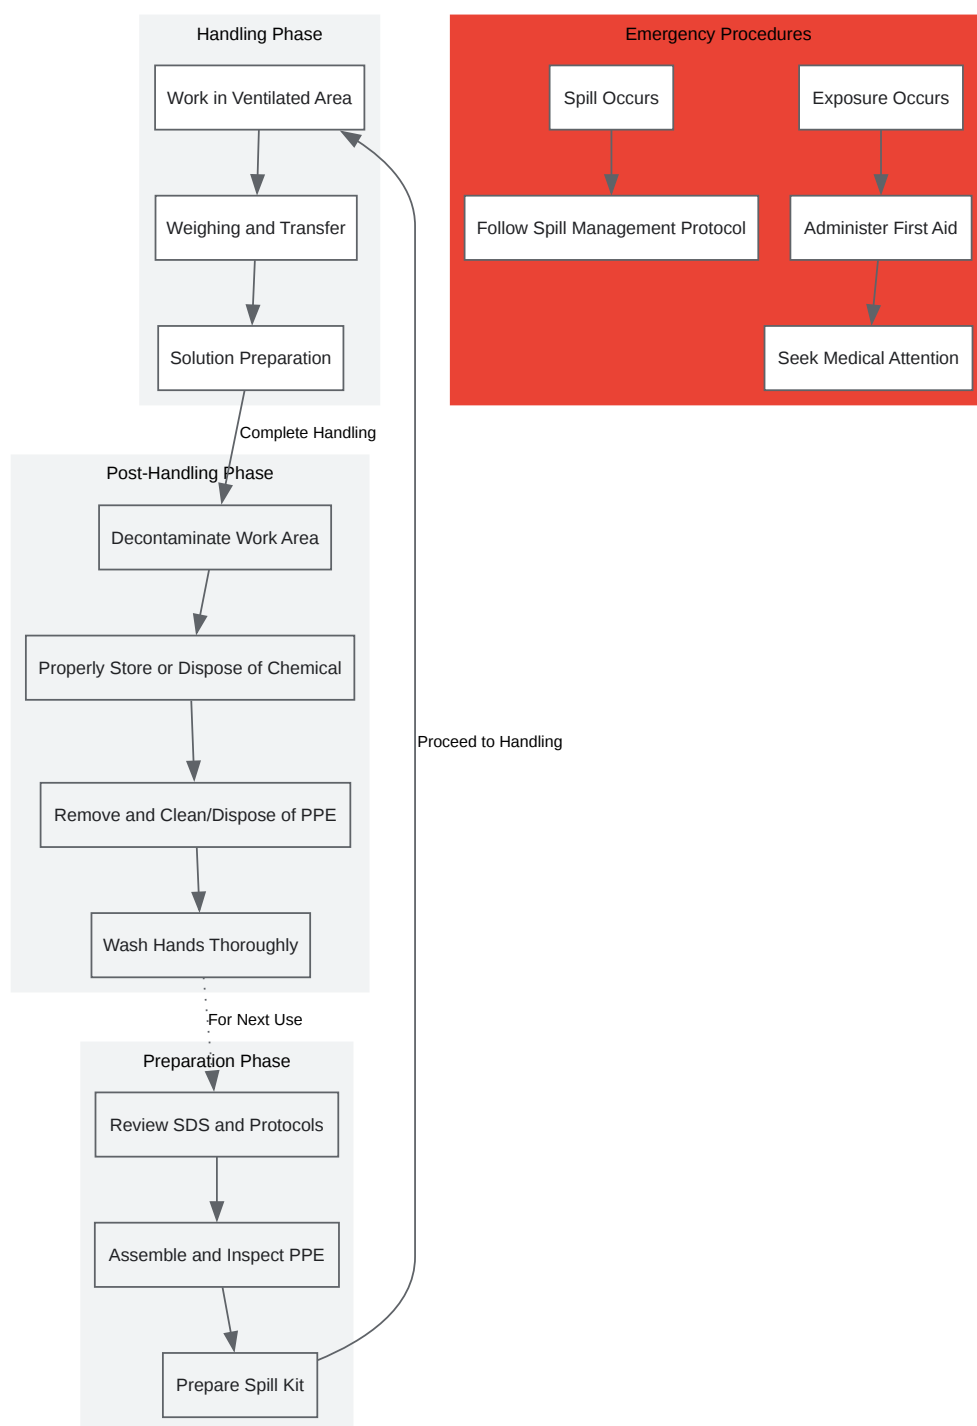 Handling Phase
Work in Ventilated Area
Weighing and Transfer
Solution Preparation
Emergency Procedures
Spill Occurs
Exposure Occurs
Follow Spill Management Protocol
Administer First Aid
Seek Medical Attention
Complete Handling
Post-Handling Phase
Decontaminate Work Area
Properly Store or Dispose of Chemical
Remove and Clean/Dispose of PPE
Wash Hands Thoroughly
Proceed to Handling
For Next Use
Preparation Phase
Review SDS and Protocols
Assemble and Inspect PPE
Prepare Spill Kit